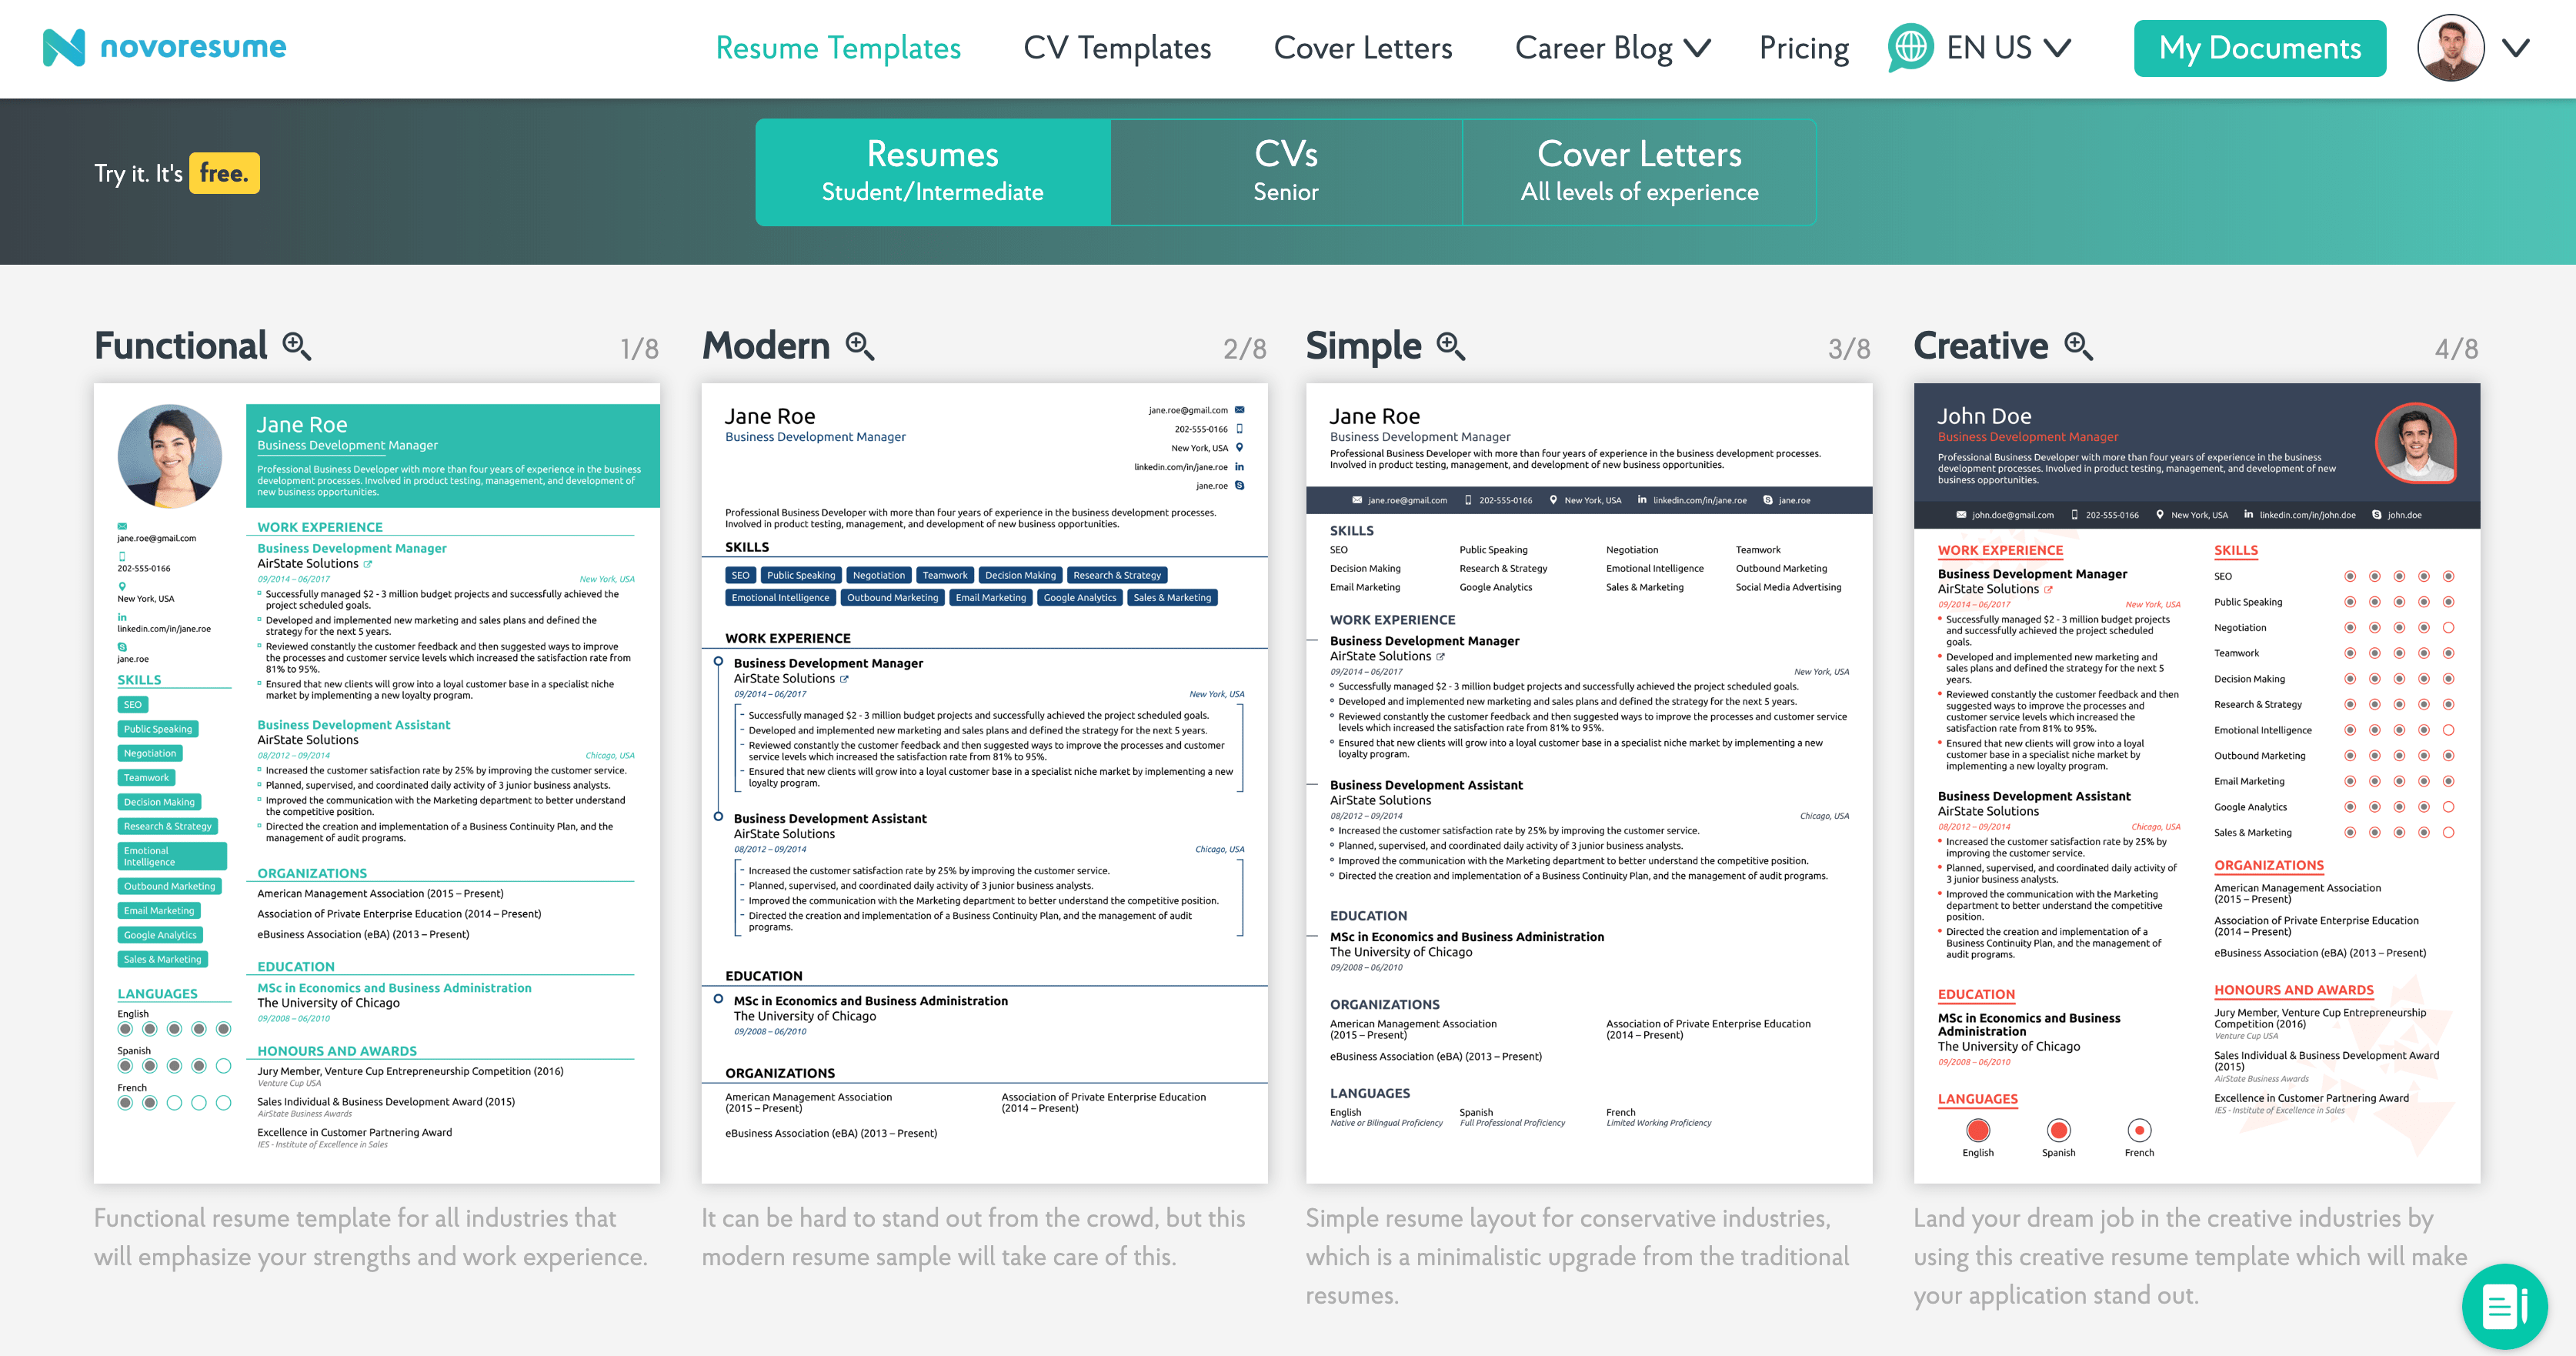 novoresume
Resume Templates
CV Templates
Cover Letters
Career Blog
Pricing
EN US
My Documents
Try it. It's free.
Resumes
Student/Intermediate
CVs
Senior
Cover Letters
All levels of experience
Functional
1/8
Jane Roe
Business Development Manager
Professional Business Developer with more than four years of experience in the business
development processes. Involved in product testing, management, and development of
new business opportunities.
jane.roe@gmail.com
202-555-0166
New York, USA
linkedin.com/in/jane.roe
jane.roe
SKILLS
SEO
Public Speaking
Negotiation
Teamwork
Decision Making
Research & Strategy
Emotional
Intelligence
Outbound Marketing
Email Marketing
Google Analytics
Sales & Marketing
LANGUAGES
English
Spanish
French
WORK EXPERIENCE
Business Development Manager
AirState Solutions
09/2014 – 06/2017
New York, USA
Successfully managed $2 - 3 million budget projects and successfully achieved the
project scheduled goals.
Developed and implemented new marketing and sales plans and defined the
strategy for the next 5 years.
Reviewed constantly the customer feedback and then suggested ways to improve
the processes and customer service levels which increased the satisfaction rate from
81% to 95%.
Ensured that new clients will grow into a loyal customer base in a specialist niche
market by implementing a new loyalty program.
Business Development Assistant
AirState Solutions
08/2012 – 09/2014
Chicago, USA
Increased the customer satisfaction rate by 25% by improving the customer service.
Planned, supervised, and coordinated daily activity of 3 junior business analysts.
Improved the communication with the Marketing department to better understand
the competitive position.
Directed the creation and implementation of a Business Continuity Plan, and the
management of audit programs.
ORGANIZATIONS
American Management Association (2015 – Present)
Association of Private Enterprise Education (2014 – Present)
eBusiness Association (eBA) (2013 – Present)
EDUCATION
MSc in Economics and Business Administration
The University of Chicago
09/2008 – 06/2010
HONOURS AND AWARDS
Jury Member, Venture Cup Entrepreneurship Competition (2016)
Venture Cup USA
Sales Individual & Business Development Award (2015)
AirState Business Awards
Excellence in Customer Partnering Award
IES - Institute of Excellence in Sales
Functional resume template for all industries that
will emphasize your strengths and work experience.
Modern
2/8
Jane Roe
Business Development Manager
jane.roe@gmail.com
202-555-0166
New York, USA
linkedin.com/in/jane.roe
jane.roe
Professional Business Developer with more than four years of experience in the business development processes.
Involved in product testing, management, and development of new business opportunities.
SKILLS
SEO Public Speaking Negotiation Teamwork Decision Making Research & Strategy
Emotional Intelligence Outbound Marketing Email Marketing Google Analytics Sales & Marketing
WORK EXPERIENCE
Business Development Manager
AirState Solutions
09/2014 – 06/2017
New York, USA
Successfully managed $2 - 3 million budget projects and successfully achieved the project scheduled goals.
Developed and implemented new marketing and sales plans and defined the strategy for the next 5 years.
Reviewed constantly the customer feedback and then suggested ways to improve the processes and customer
service levels which increased the satisfaction rate from 81% to 95%.
Ensured that new clients will grow into a loyal customer base in a specialist niche market by implementing a new
loyalty program.
Business Development Assistant
AirState Solutions
08/2012 – 09/2014
Chicago, USA
Increased the customer satisfaction rate by 25% by improving the customer service.
Planned, supervised, and coordinated daily activity of 3 junior business analysts.
Improved the communication with the Marketing department to better understand the competitive position.
Directed the creation and implementation of a Business Continuity Plan, and the management of audit
programs.
EDUCATION
MSc in Economics and Business Administration
The University of Chicago
09/2008 – 06/2010
ORGANIZATIONS
American Management Association
(2015 – Present)
Association of Private Enterprise Education
(2014 – Present)
eBusiness Association (eBA) (2013 – Present)
It can be hard to stand out from the crowd, but this
modern resume sample will take care of this.
Simple
3/8
Jane Roe
Business Development Manager
Professional Business Developer with more than four years of experience in the business development processes.
Involved in product testing, management, and development of new business opportunities.
jane.roe@gmail.com 202-555-0166 New York, USA linkedin.com/in/jane.roe jane.roe
SKILLS
SEO Public Speaking Negotiation Teamwork
Decision Making Research & Strategy Emotional Intelligence Outbound Marketing
Email Marketing Google Analytics Sales & Marketing Social Media Advertising
WORK EXPERIENCE
Business Development Manager
AirState Solutions
09/2014 – 06/2017
New York, USA
Successfully managed $2 - 3 million budget projects and successfully achieved the project scheduled goals.
Developed and implemented new marketing and sales plans and defined the strategy for the next 5 years.
Reviewed constantly the customer feedback and then suggested ways to improve the processes and customer service
levels which increased the satisfaction rate from 81% to 95%.
Ensured that new clients will grow into a loyal customer base in a specialist niche market by implementing a new
loyalty program.
Business Development Assistant
AirState Solutions
08/2012 – 09/2014
Chicago, USA
Increased the customer satisfaction rate by 25% by improving the customer service.
Planned, supervised, and coordinated daily activity of 3 junior business analysts.
Improved the communication with the Marketing department to better understand the competitive position.
Directed the creation and implementation of a Business Continuity Plan, and the management of audit programs.
EDUCATION
MSc in Economics and Business Administration
The University of Chicago
09/2008 – 06/2010
ORGANIZATIONS
American Management Association
(2015 – Present)
Association of Private Enterprise Education
(2014 – Present)
eBusiness Association (eBA) (2013 – Present)
LANGUAGES
English
Native or Bilingual Proficiency
Spanish
Full Professional Proficiency
French
Limited Working Proficiency
Simple resume layout for conservative industries,
which is a minimalistic upgrade from the traditional
resumes.
Creative
4/8
John Doe
Business Development Manager
Professional Business Developer with more than four years of experience in the business
development processes. Involved in product testing, management, and development of new
business opportunities.
john.doe@gmail.com 202-555-0166 New York, USA linkedin.com/in/john.doe john.doe
WORK EXPERIENCE
Business Development Manager
AirState Solutions
09/2014 – 06/2017
New York, USA
Successfully managed $2 - 3 million budget projects
and successfully achieved the project scheduled
goals.
Developed and implemented new marketing and
sales plans and defined the strategy for the next 5
years.
Reviewed constantly the customer feedback and then
suggested ways to improve the processes and
customer service levels which increased the
satisfaction rate from 81% to 95%.
Ensured that new clients will grow into a loyal
customer base in a specialist niche market by
implementing a new loyalty program.
Business Development Assistant
AirState Solutions
08/2012 – 09/2014
Chicago, USA
Increased the customer satisfaction rate by 25% by
improving the customer service.
Planned, supervised, and coordinated daily activity of
3 junior business analysts.
Improved the communication with the Marketing
department to better understand the competitive
position.
Directed the creation and implementation of a
Business Continuity Plan, and the management of
audit programs.
EDUCATION
MSc in Economics and Business
Administration
The University of Chicago
09/2008 – 06/2010
LANGUAGES
English
Spanish
French
SKILLS
SEO
Public Speaking
Negotiation
Teamwork
Decision Making
Research & Strategy
Emotional Intelligence
Outbound Marketing
Email Marketing
Google Analytics
Sales & Marketing
ORGANIZATIONS
American Management Association
(2015 – Present)
Association of Private Enterprise Education
(2014 – Present)
eBusiness Association (eBA) (2013 – Present)
HONOURS AND AWARDS
Jury Member, Venture Cup Entrepreneurship
Competition (2016)
Venture Cup USA
Sales Individual & Business Development Award
(2015)
AirState Business Awards
Excellence in Customer Partnering Award
IES - Institute of Excellence in Sales
Land your dream job in the creative industries by
using this creative resume template which will make
your application stand out.